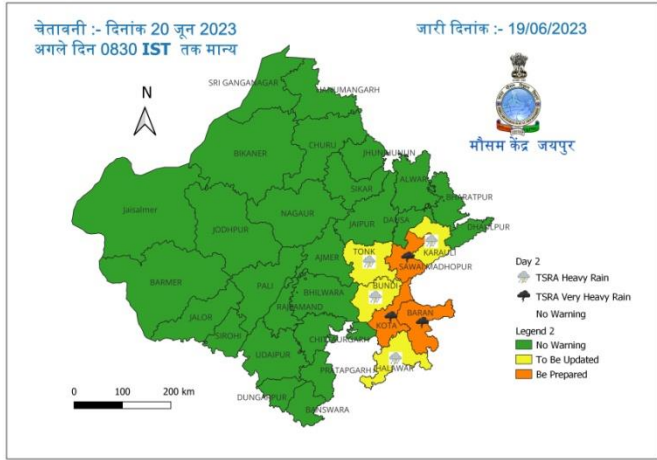 चेतावनी :- दिनांक 20 जून 2023
अगले दिन 0830 IST तक मान्य
जारी दिनांक :- 19/06/2023
मौसम केंद्र जयपुर
N
SRI GANGANAGAR
HANUMANGARH
CHURU
JHUNJHUNUN
BIKANER
SIKAR
ALWAR
BHARATPUR
Jaisalmer
NAGAUR
JAIPUR
DAUSA
DHAULPUR
JODHPUR
KARAULI
TONK
SAWAI MADHOPUR
AJMER
BARMER
PALI
BHILWARA
BUNDI
RAJSAMAND
JALOR
KOTA
BARAN
SIROHI
CHITTAURGARH
UDAIPUR
PRATAPGARH
JHALAWAR
DUNGARPUR
BANSWARA
0 100 200 km
Day 2
TSRA Heavy Rain
TSRA Very Heavy Rain
No Warning
Legend 2
No Warning
To Be Updated
Be Prepared